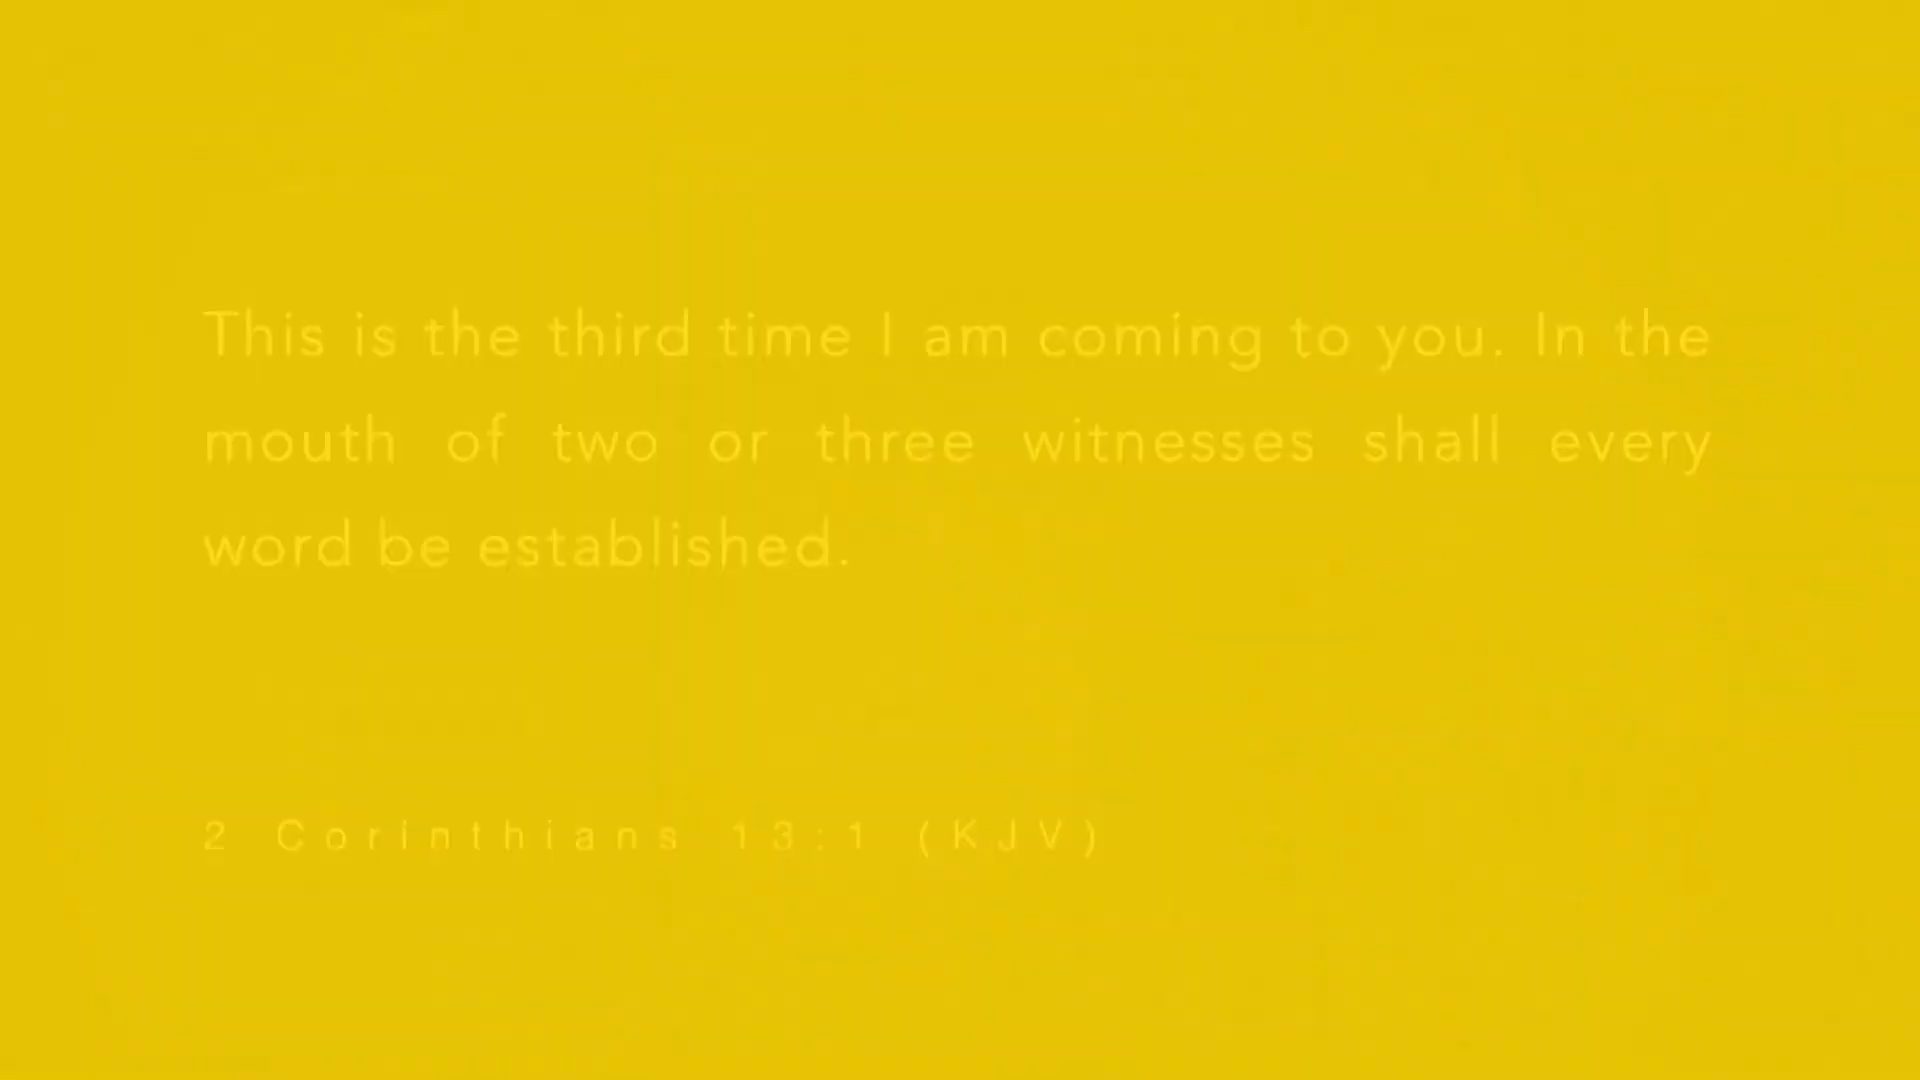 This is the third time I am coming to you. In the
mouth of two or three witnesses shall every
word be established.
2 Corinthians 13:1 (KJV)